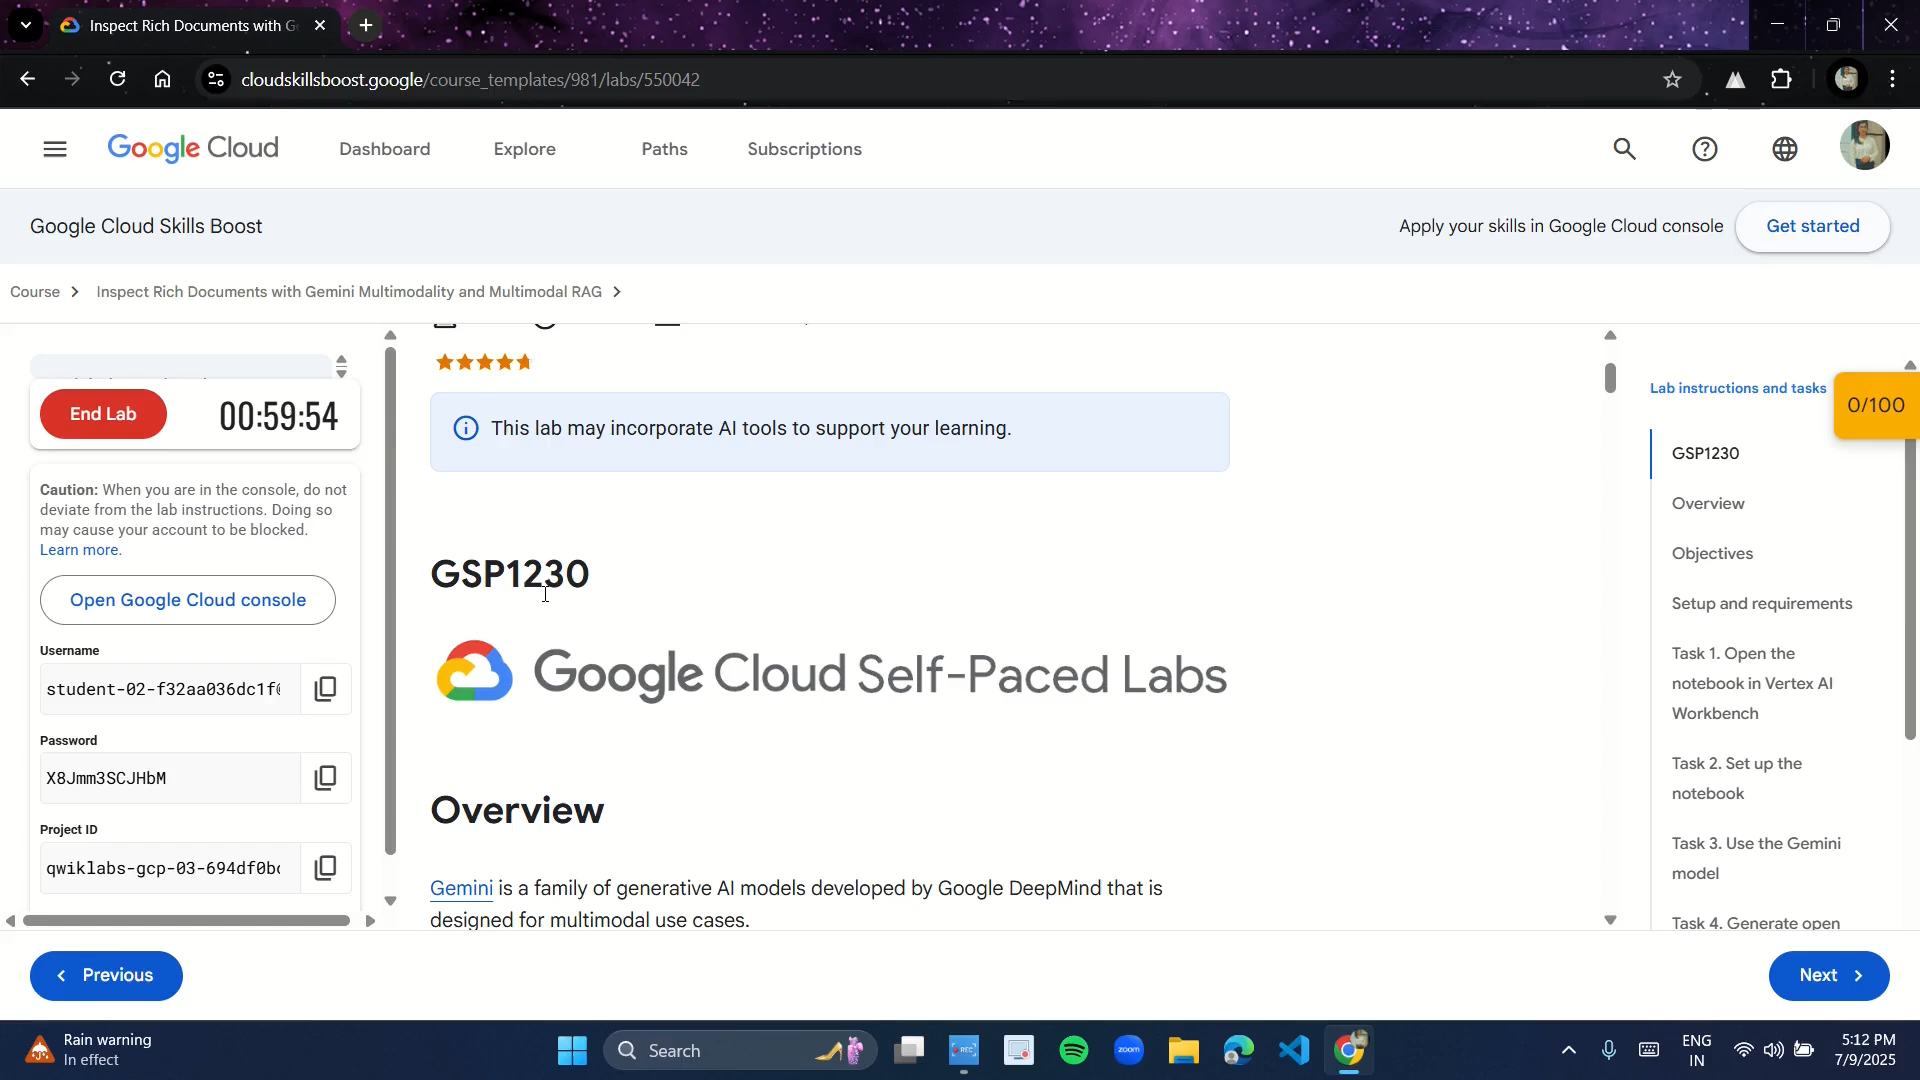 Inspect Rich Documents with G
cloudskillsboost.google/course_templates/981/labs/550042
Google Cloud
Dashboard
Explore
Paths
Subscriptions
Google Cloud Skills Boost
Apply your skills in Google Cloud console
Get started
Course
Inspect Rich Documents with Gemini Multimodality and Multimodal RAG
End Lab
00:59:54
Caution: When you are in the console, do not
deviate from the lab instructions. Doing so
may cause your account to be blocked.
Learn more.
Open Google Cloud console
Username
student-02-f32aa036dc1f
Password
X8Jmm3SCJHbM
Project ID
qwiklabs-gcp-03-694df0b
Previous
This lab may incorporate AI tools to support your learning.
GSP1230
Google Cloud Self-Paced Labs
Overview
Gemini is a family of generative AI models developed by Google DeepMind that is
designed for multimodal use cases.
Lab instructions and tasks
0/100
GSP1230
Overview
Objectives
Setup and requirements
Task 1. Open the
notebook in Vertex AI
Workbench
Task 2. Set up the
notebook
Task 3. Use the Gemini
model
Task 4. Generate open
Next
Rain warning
In effect
Search
REC
zoom
ENG
IN
5:12 PM
7/9/2025